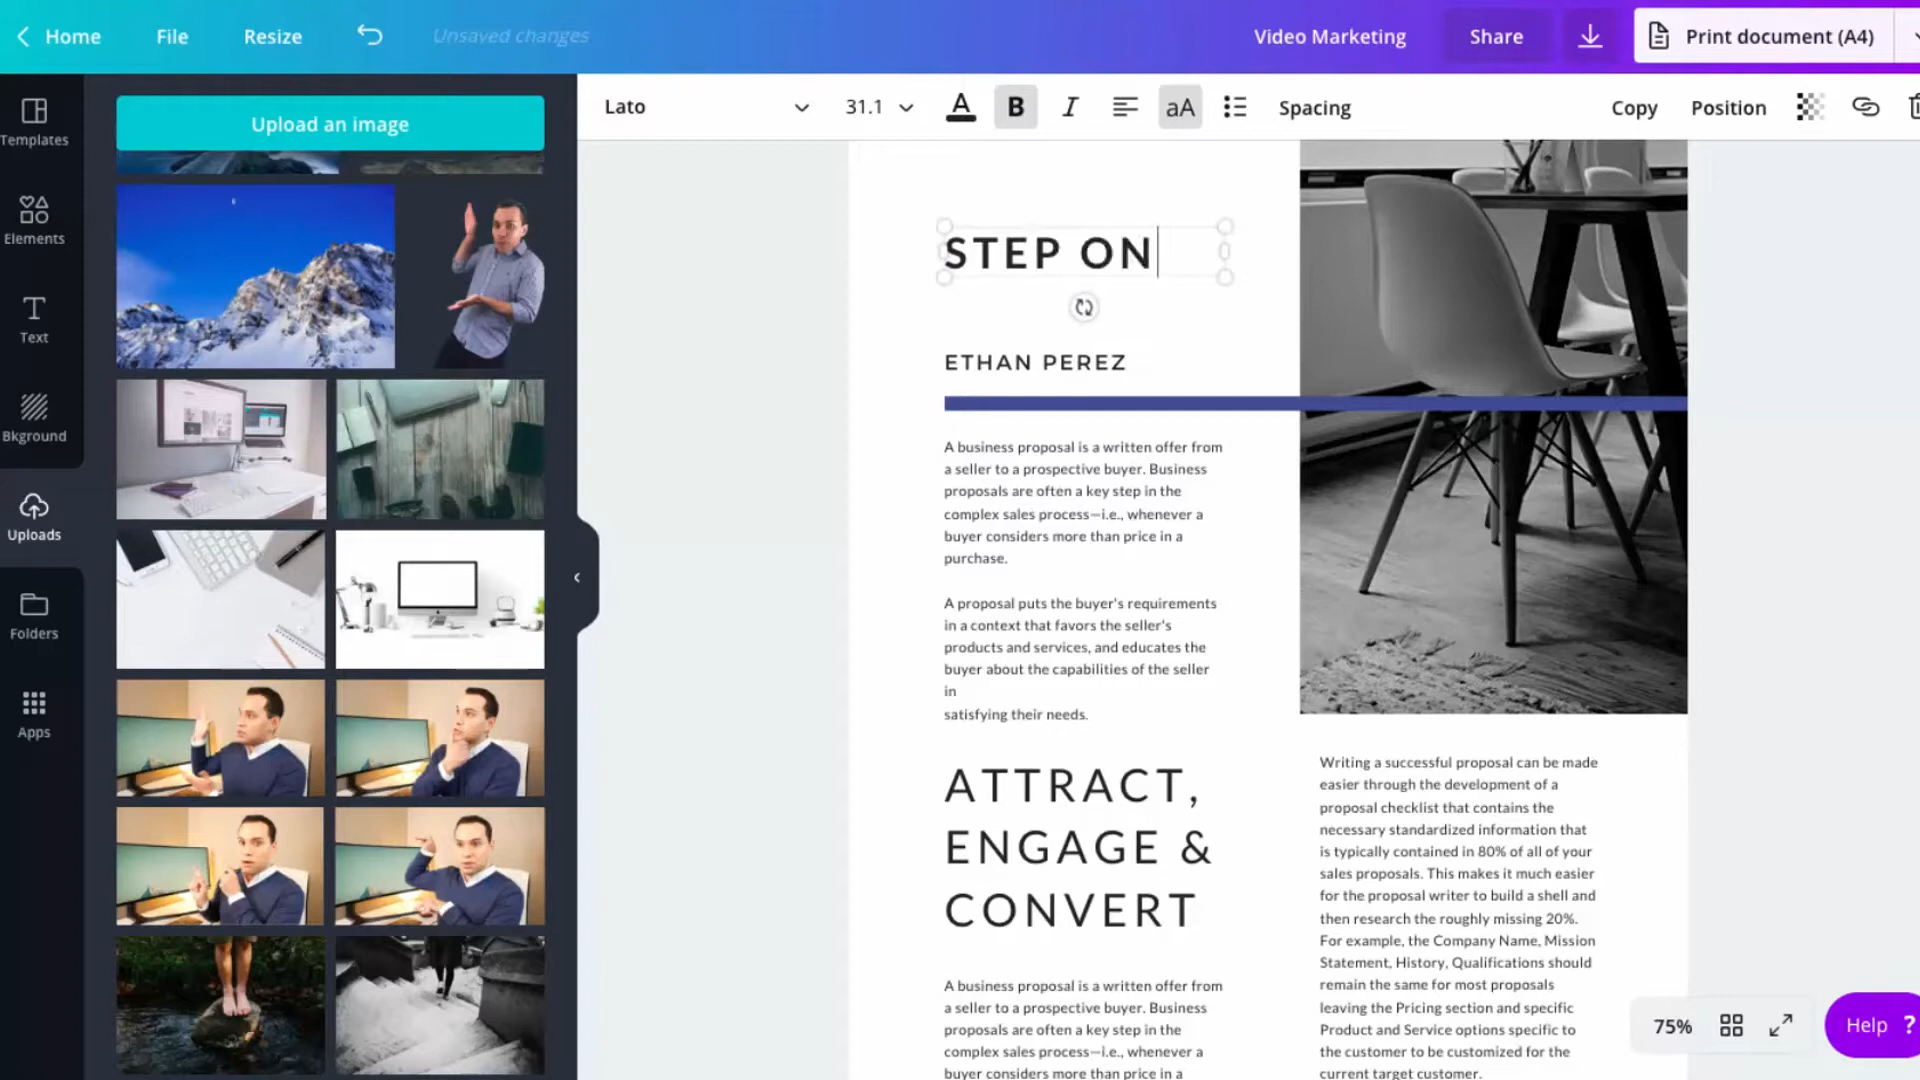 Home
File
Resize
Unsaved changes
Video Marketing
Share
Print document (A4)
Templates
Elements
Text
Bkground
Uploads
Folders
Apps
Upload an image
Lato
31.1
A
B
I
aA
Spacing
Copy
Position
STEP ON
ETHAN PEREZ
A business proposal is a written offer from
a seller to a prospective buyer. Business
proposals are often a key step in the
complex sales process—i.e., whenever a
buyer considers more than price in a
purchase.
A proposal puts the buyer's requirements
in a context that favors the seller's
products and services, and educates the
buyer about the capabilities of the seller
in
satisfying their needs.
ATTRACT,
ENGAGE &
CONVERT
A business proposal is a written offer from
a seller to a prospective buyer. Business
proposals are often a key step in the
complex sales process—i.e., whenever a
buyer considers more than price in a
Writing a successful proposal can be made
easier through the development of a
proposal checklist that contains the
necessary standardized information that
is typically contained in 80% of all of your
sales proposals. This makes it much easier
for the proposal writer to build a shell and
then research the roughly missing 20%.
For example, the Company Name, Mission
Statement, History, Qualifications should
remain the same for most proposals
leaving the Pricing section and specific
Product and Service options specific to
the customer to be customized for the
current target customer.
75%
Help ?